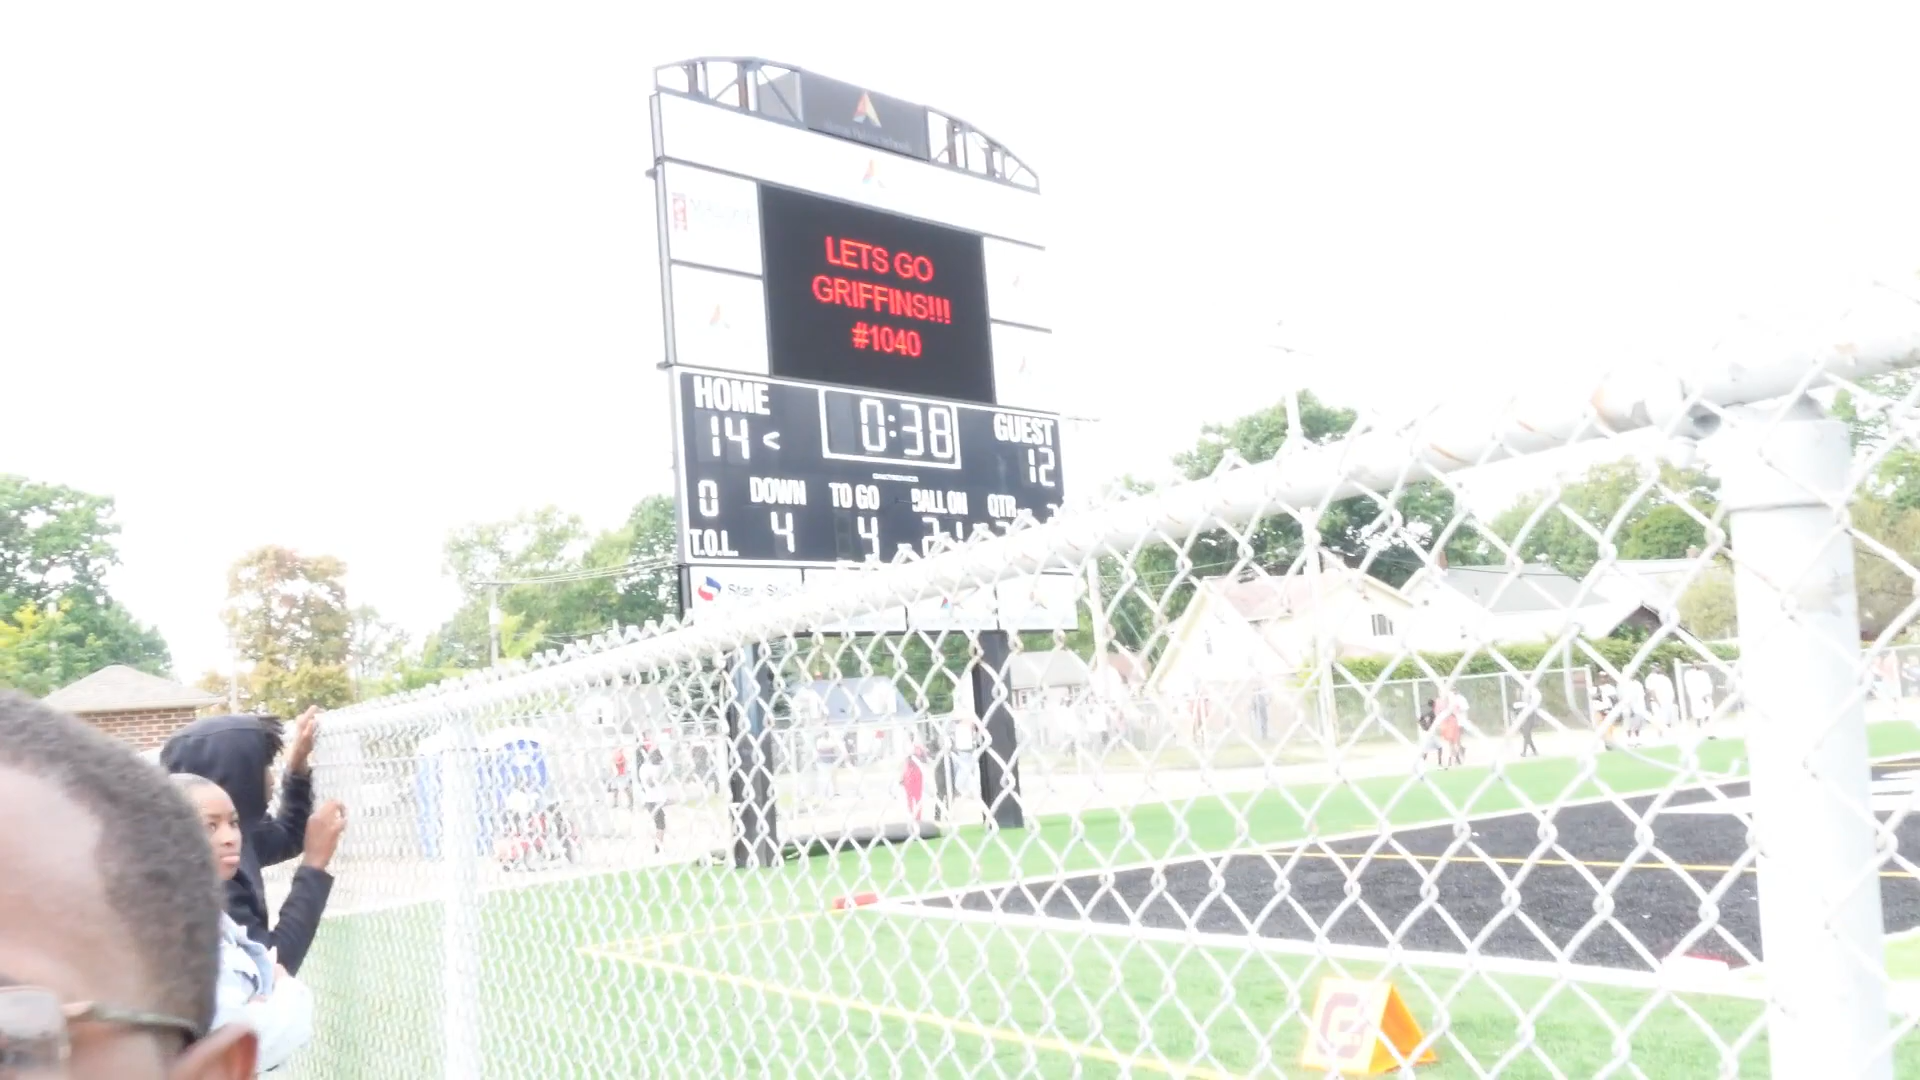 LETS GO
GRIFFINS!!!
#1040
HOME
14 <
0:38
GUEST
12
0
DOWN
TO GO
BALL ON
QTR
T.O.L.
4
4